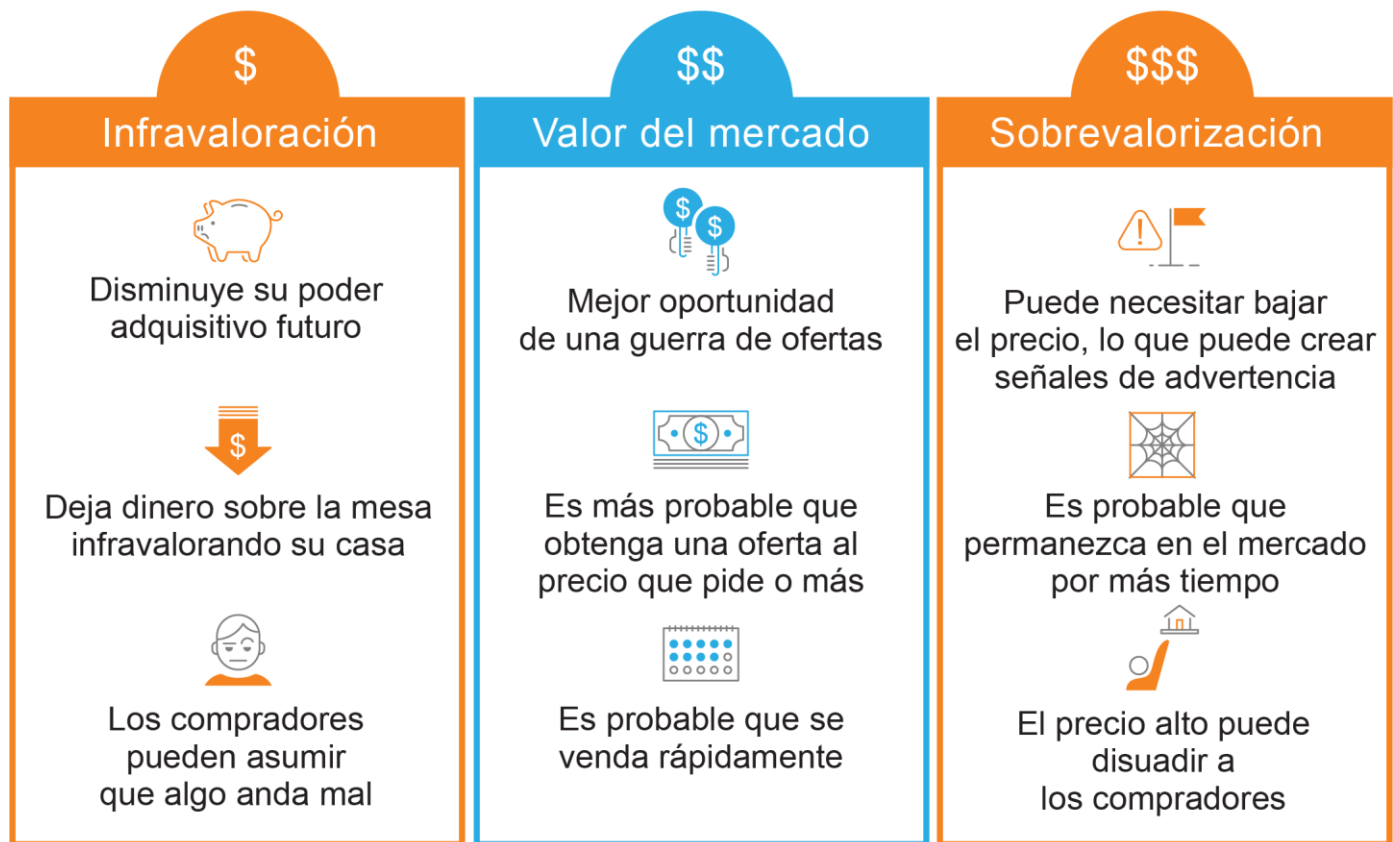 $
Infravaloración
Disminuye su poder
adquisitivo futuro
$
Deja dinero sobre la mesa
infravalorando su casa
Los compradores
pueden asumir
que algo anda mal
$$
Valor del mercado
$
$
Mejor oportunidad
de una guerra de ofertas
$
Es más probable que
obtenga una oferta al
precio que pide o más
Es probable que se
venda rápidamente
$$$
Sobrevalorización
!
Puede necesitar bajar
el precio, lo que puede crear
señales de advertencia
Es probable que
permanezca en el mercado
por más tiempo
El precio alto puede
disuadir a
los compradores